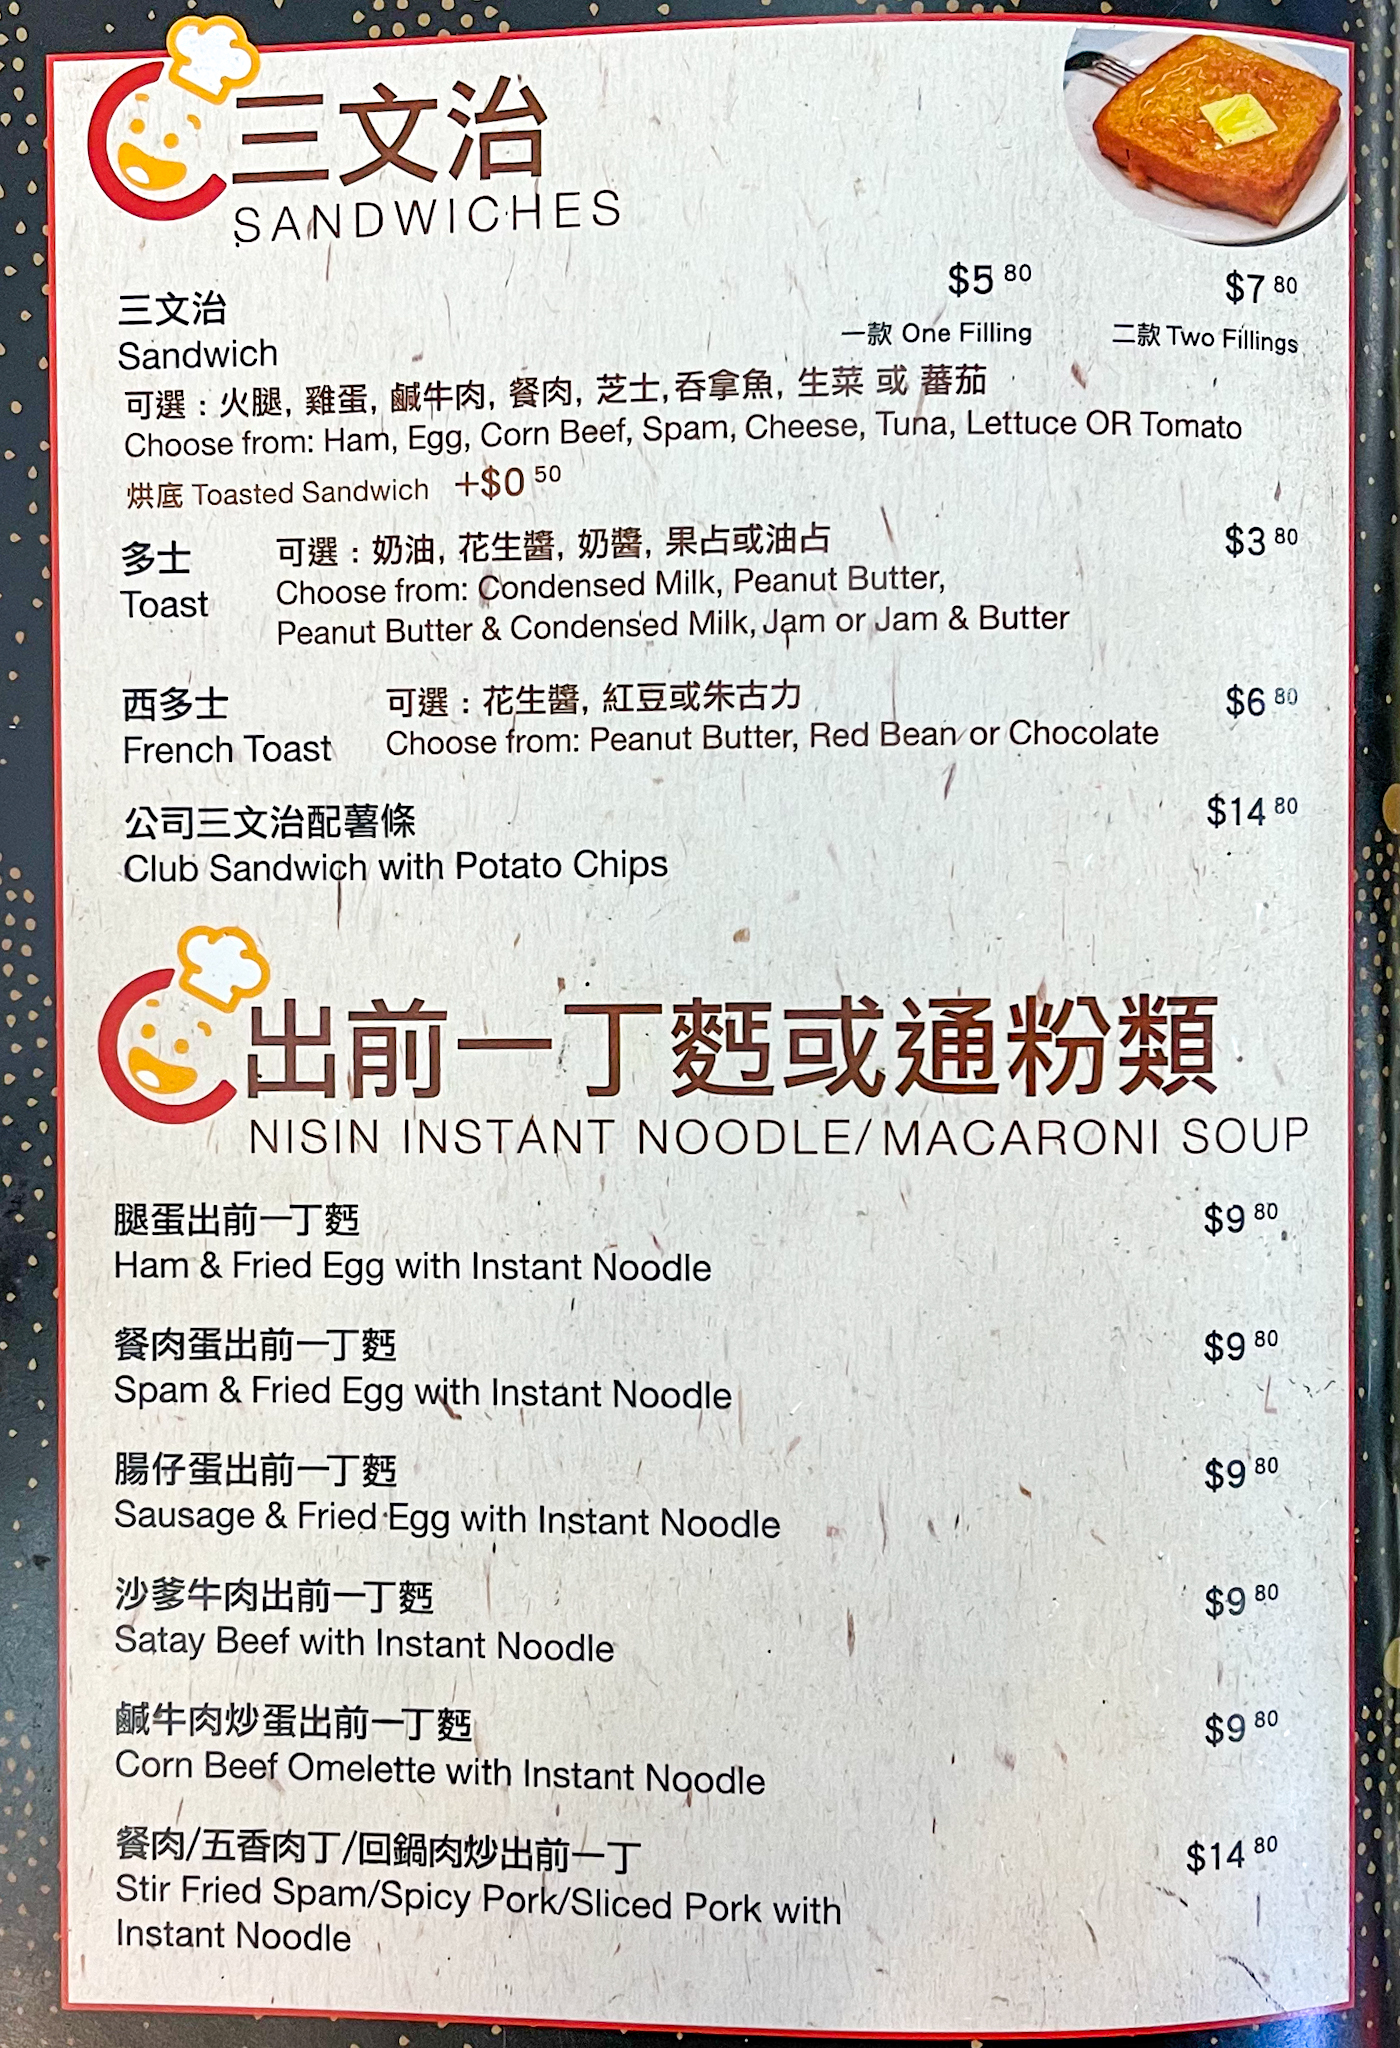 三文治
SANDWICHES
三文治 $5 80 $7 80
Sandwich 一款 One Filling 二款 Two Fillings
可選：火腿, 雞蛋, 鹹牛肉, 餐肉, 芝士, 吞拿魚, 生菜 或 蕃茄
Choose from: Ham, Egg, Corn Beef, Spam, Cheese, Tuna, Lettuce OR Tomato
烘底 Toasted Sandwich +$0 50
多士 可選：奶油, 花生醬, 奶醬, 果占或油占 $3 80
Toast Choose from: Condensed Milk, Peanut Butter,
Peanut Butter & Condensed Milk, Jam or Jam & Butter
西多士 可選：花生醬, 紅豆或朱古力 $6 80
French Toast Choose from: Peanut Butter, Red Bean or Chocolate
公司三文治配薯條 $14 80
Club Sandwich with Potato Chips
出前一丁麪或通粉類
NISIN INSTANT NOODLE/MACARONI SOUP
腿蛋出前一丁麪 $9 80
Ham & Fried Egg with Instant Noodle
餐肉蛋出前一丁麪 $9 80
Spam & Fried Egg with Instant Noodle
腸仔蛋出前一丁麪 $9 80
Sausage & Fried Egg with Instant Noodle
沙爹牛肉出前一丁麪 $9 80
Satay Beef with Instant Noodle
鹹牛肉炒蛋出前一丁麪 $9 80
Corn Beef Omelette with Instant Noodle
餐肉/五香肉丁/回鍋肉炒出前一丁 $14 80
Stir Fried Spam/Spicy Pork/Sliced Pork with
Instant Noodle